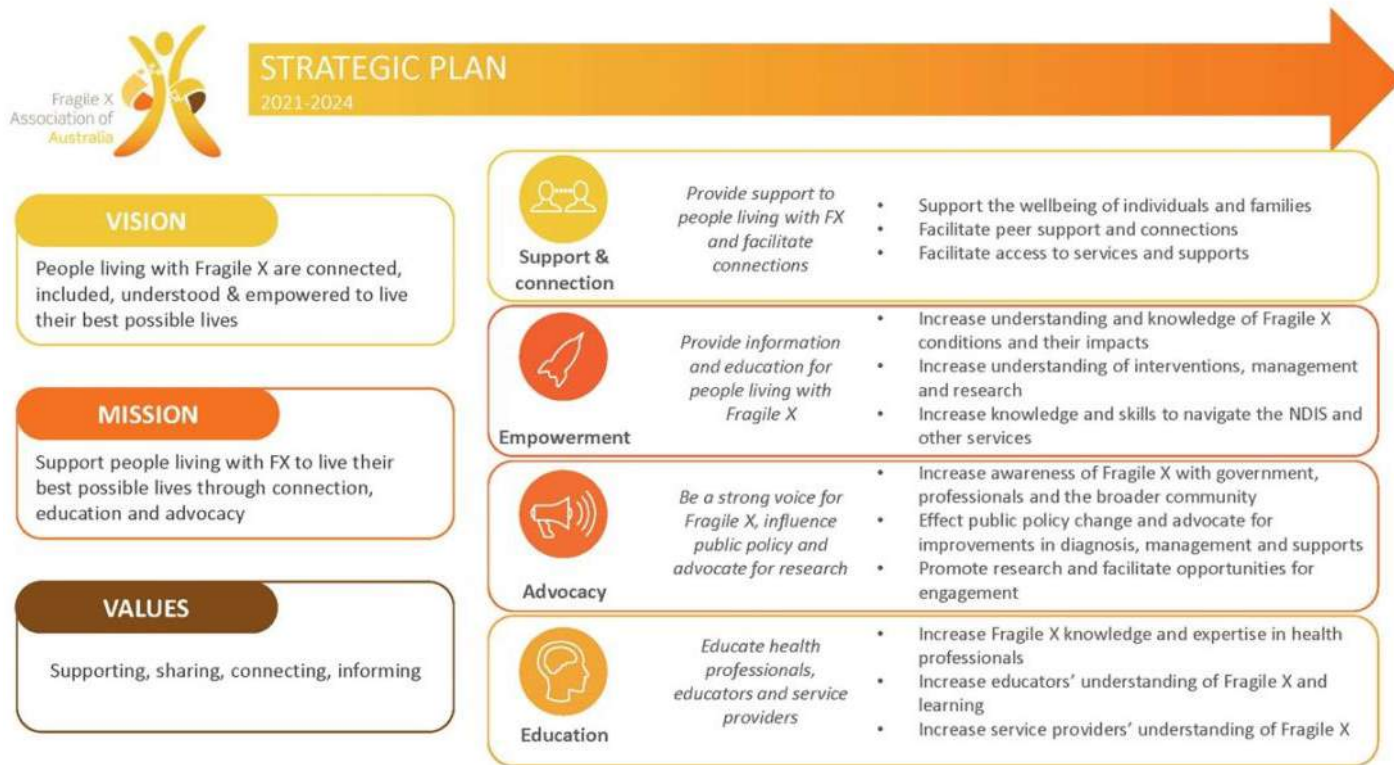 Fragile X
Association of
Australia
STRATEGIC PLAN
2021-2024
VISION
People living with Fragile X are connected,
included, understood & empowered to live
their best possible lives
MISSION
Support people living with FX to live their
best possible lives through connection,
education and advocacy
VALUES
Supporting, sharing, connecting, informing
Support &
connection
Provide support to
people living with FX
and facilitate
connections
• Support the wellbeing of individuals and families
• Facilitate peer support and connections
• Facilitate access to services and supports
Empowerment
Provide information
and education for
people living with
Fragile X
• Increase understanding and knowledge of Fragile X
conditions and their impacts
• Increase understanding of interventions, management
and research
• Increase knowledge and skills to navigate the NDIS and
other services
Advocacy
Be a strong voice for
Fragile X, influence
public policy and
advocate for research
• Increase awareness of Fragile X with government,
professionals and the broader community
• Effect public policy change and advocate for
improvements in diagnosis, management and supports
• Promote research and facilitate opportunities for
engagement
Education
Educate health
professionals,
educators and service
providers
• Increase Fragile X knowledge and expertise in health
professionals
• Increase educators’ understanding of Fragile X and
learning
• Increase service providers’ understanding of Fragile X